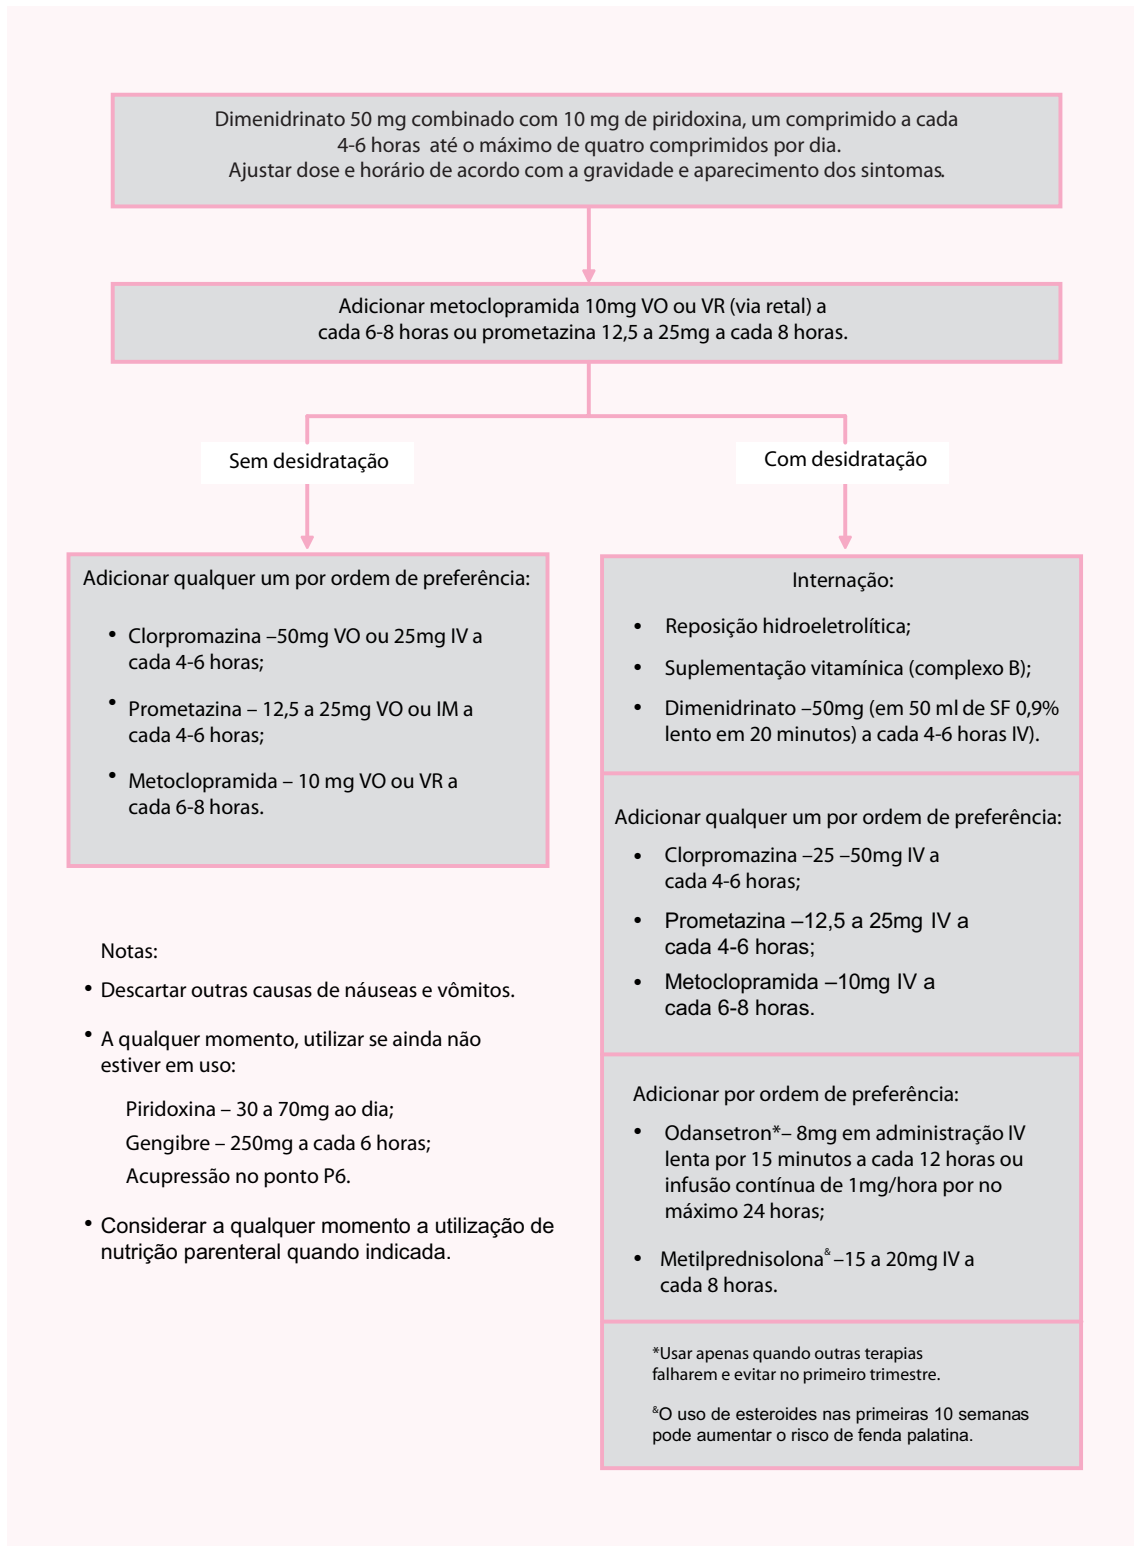 Dimenidrinato 50 mg combinado com 10 mg de piridoxina, um comprimido a cada
4-6 horas até o máximo de quatro comprimidos por dia.
Ajustar dose e horário de acordo com a gravidade e aparecimento dos sintomas.
Adicionar metoclopramida 10mg VO ou VR (via retal) a
cada 6-8 horas ou prometazina 12,5 a 25mg a cada 8 horas.
Sem desidratação
Com desidratação
Adicionar qualquer um por ordem de preferência:
• Clorpromazina –50mg VO ou 25mg IV a
cada 4-6 horas;
• Prometazina – 12,5 a 25mg VO ou IM a
cada 4-6 horas;
• Metoclopramida – 10 mg VO ou VR a
cada 6-8 horas.
Notas:
• Descartar outras causas de náuseas e vômitos.
• A qualquer momento, utilizar se ainda não
estiver em uso:
Piridoxina – 30 a 70mg ao dia;
Gengibre – 250mg a cada 6 horas;
Acupressão no ponto P6.
• Considerar a qualquer momento a utilização de
nutrição parenteral quando indicada.
Internação:
• Reposição hidroeletrolítica;
• Suplementação vitamínica (complexo B);
• Dimenidrinato –50mg (em 50 ml de SF 0,9%
lento em 20 minutos) a cada 4-6 horas IV).
Adicionar qualquer um por ordem de preferência:
• Clorpromazina –25 –50mg IV a
cada 4-6 horas;
• Prometazina –12,5 a 25mg IV a
cada 4-6 horas;
• Metoclopramida –10mg IV a
cada 6-8 horas.
Adicionar por ordem de preferência:
• Odansetron*– 8mg em administração IV
lenta por 15 minutos a cada 12 horas ou
infusão contínua de 1mg/hora por no
máximo 24 horas;
• Metilprednisolona& –15 a 20mg IV a
cada 8 horas.
*Usar apenas quando outras terapias
falharem e evitar no primeiro trimestre.
&O uso de esteroides nas primeiras 10 semanas
pode aumentar o risco de fenda palatina.